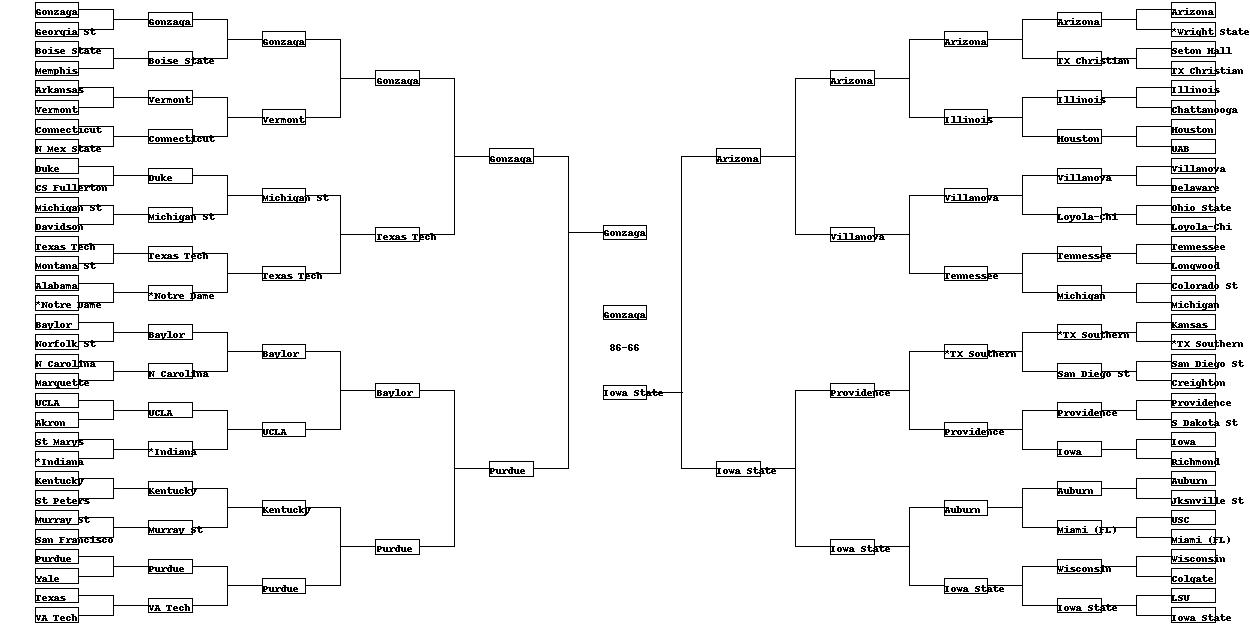 Gonzaga
Georgia St
Boise State
Memphis
Arkansas
Vermont
Connecticut
N Mex State
Duke
CS Fullerton
Michigan St
Davidson
Texas Tech
Montana St
Alabama
*Notre Dame
Baylor
Norfolk St
N Carolina
Marquette
UCLA
Akron
St Marys
*Indiana
Kentucky
St Peters
Murray St
San Francisco
Purdue
Yale
Texas
VA Tech
Gonzaga
Boise State
Vermont
Connecticut
Duke
Michigan St
Texas Tech
*Notre Dame
Baylor
N Carolina
UCLA
*Indiana
Kentucky
Murray St
Purdue
VA Tech
Gonzaga
Vermont
Michigan St
Texas Tech
Baylor
UCLA
Kentucky
Purdue
Gonzaga
Texas Tech
Baylor
Purdue
Gonzaga
Purdue
Gonzaga
Gonzaga
86-66
Iowa State
Arizona
Iowa State
Arizona
Villanova
Providence
Iowa State
Arizona
Illinois
Villanova
Tennessee
*TX Southern
Providence
Auburn
Iowa State
Arizona
TX Christian
Illinois
Houston
Villanova
Loyola-Chi
Tennessee
Michigan
*TX Southern
San Diego St
Providence
Iowa
Auburn
Miami (FL)
Wisconsin
Iowa State
Arizona
*Wright State
Seton Hall
TX Christian
Illinois
Chattanooga
Houston
UAB
Villanova
Delaware
Ohio State
Loyola-Chi
Tennessee
Longwood
Colorado St
Michigan
Kansas
*TX Southern
San Diego St
Creighton
Providence
S Dakota St
Iowa
Richmond
Auburn
Jksnville St
USC
Miami (FL)
Wisconsin
Colgate
LSU
Iowa State